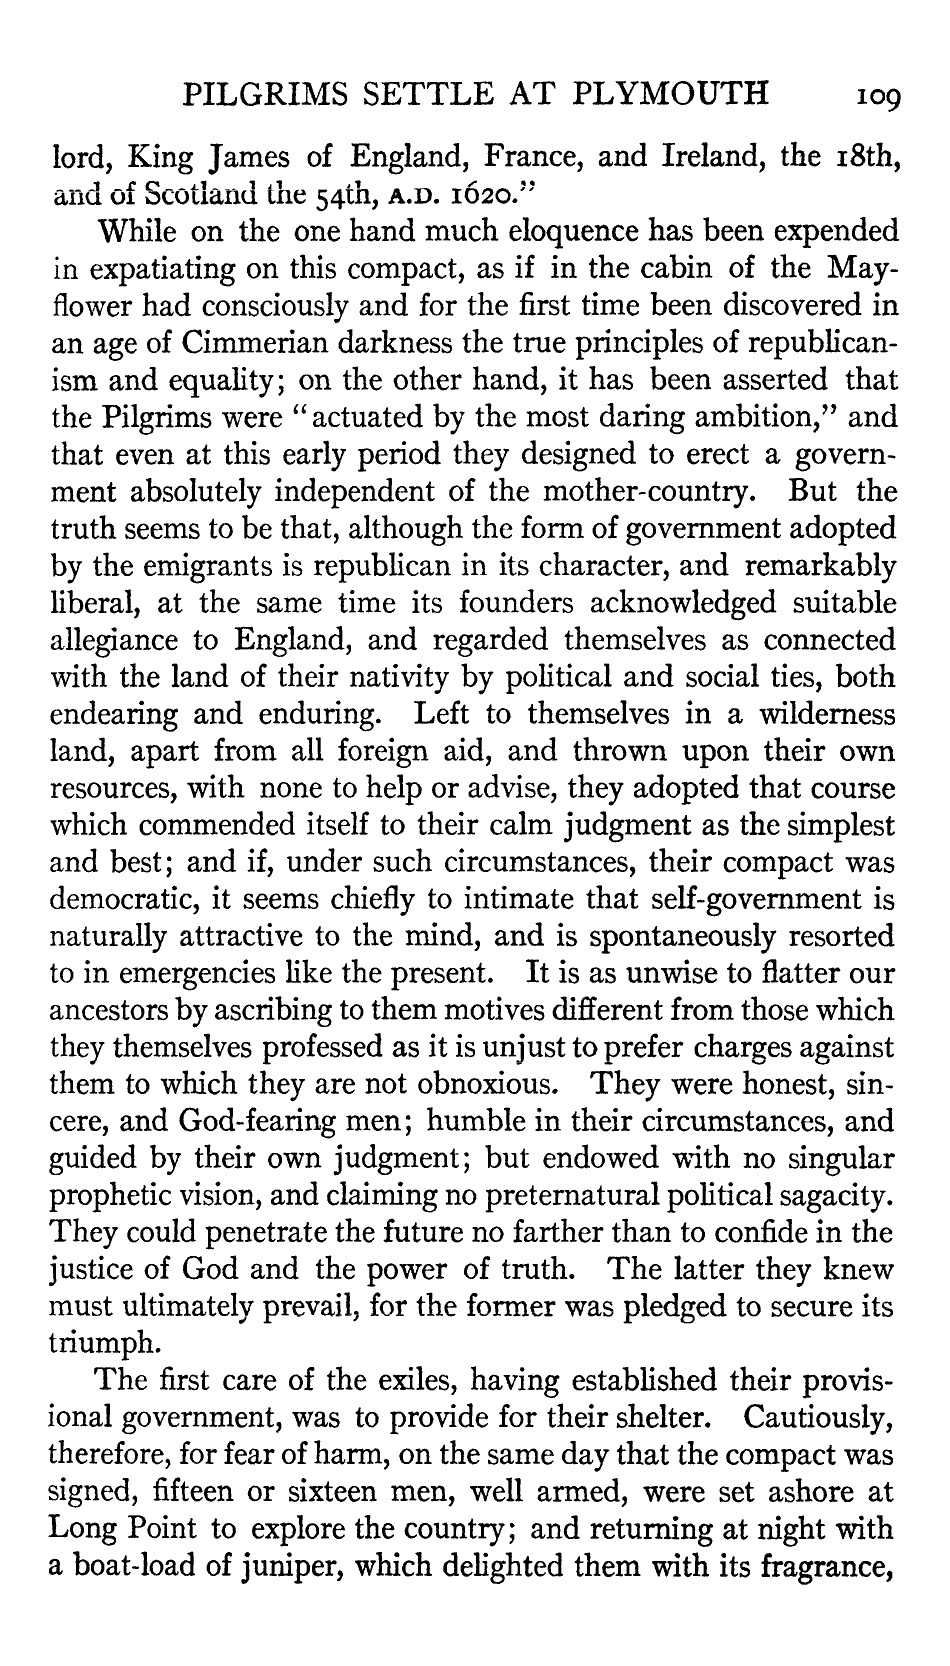 PILGRIMS SETTLE AT PLYMOUTH 109
lord, King James of England, France, and Ireland, the 18th,
and of Scotland the 54th, A.D. 1620."
While on the one hand much eloquence has been expended
in expatiating on this compact, as if in the cabin of the May-
flower had consciously and for the first time been discovered in
an age of Cimmerian darkness the true principles of republican-
ism and equality; on the other hand, it has been asserted that
the Pilgrims were "actuated by the most daring ambition," and
that even at this early period they designed to erect a govern-
ment absolutely independent of the mother-country. But the
truth seems to be that, although the form of government adopted
by the emigrants is republican in its character, and remarkably
liberal, at the same time its founders acknowledged suitable
allegiance to England, and regarded themselves as connected
with the land of their nativity by political and social ties, both
endearing and enduring. Left to themselves in a wilderness
land, apart from all foreign aid, and thrown upon their own
resources, with none to help or advise, they adopted that course
which commended itself to their calm judgment as the simplest
and best; and if, under such circumstances, their compact was
democratic, it seems chiefly to intimate that self-government is
naturally attractive to the mind, and is spontaneously resorted
to in emergencies like the present. It is as unwise to flatter our
ancestors by ascribing to them motives different from those which
they themselves professed as it is unjust to prefer charges against
them to which they are not obnoxious. They were honest, sin-
cere, and God-fearing men; humble in their circumstances, and
guided by their own judgment; but endowed with no singular
prophetic vision, and claiming no preternatural political sagacity.
They could penetrate the future no farther than to confide in the
justice of God and the power of truth. The latter they knew
must ultimately prevail, for the former was pledged to secure its
triumph.
The first care of the exiles, having established their provis-
ional government, was to provide for their shelter. Cautiously,
therefore, for fear of harm, on the same day that the compact was
signed, fifteen or sixteen men, well armed, were set ashore at
Long Point to explore the country; and returning at night with
a boat-load of juniper, which delighted them with its fragrance,